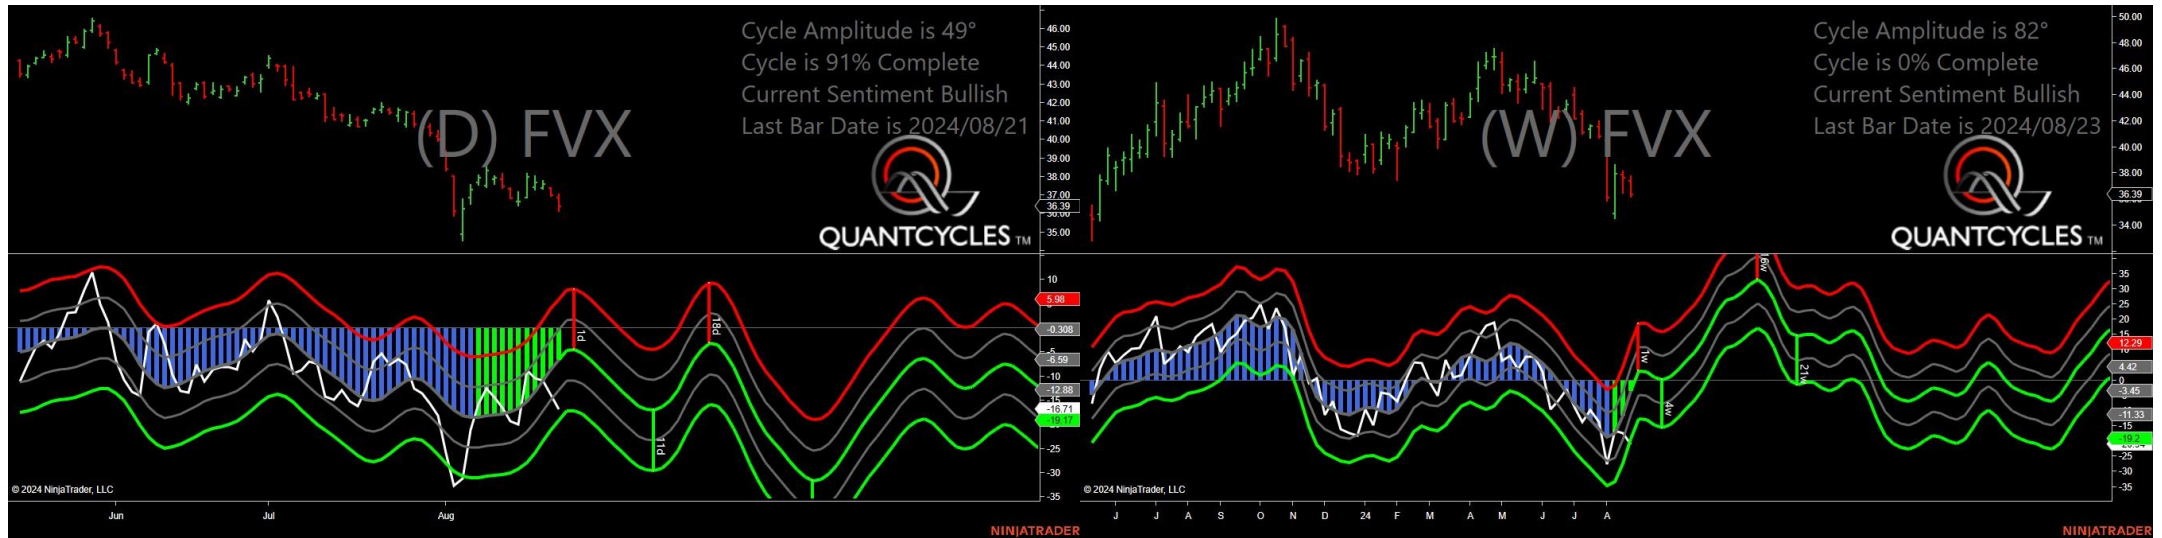 Cycle Amplitude is 49°
Cycle is 91% Complete
Current Sentiment Bullish
Last Bar Date is 2024/08/21
(D) FVX
QUANTCYCLES TM
46.00
45.00
44.00
43.00
42.00
41.00
40.00
39.00
38.00
37.00
36.39
36.00
35.00
10
5.98
-0.308
-5
-6.59
-10
-12.88
-15
-16.71
-19.17
-25
-30
-35
1d
11d
18d
© 2024 NinjaTrader, LLC
Jun
Jul
Aug
NINJATRADER
Cycle Amplitude is 82°
Cycle is 0% Complete
Current Sentiment Bullish
Last Bar Date is 2024/08/23
(W) FVX
QUANTCYCLES TM
50.00
48.00
46.00
44.00
42.00
40.00
38.00
36.39
34.00
35
30
25
20
15
12.29
10
4.42
0
-3.45
-11.33
-15
-19.2
-25
-30
-35
1w
4w
16w
21w
© 2024 NinjaTrader, LLC
J
J
A
S
O
N
D
24
F
M
A
M
J
J
A
NINJATRADER